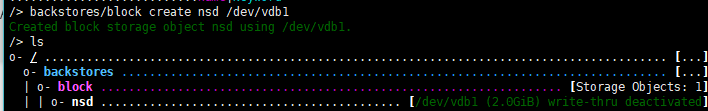 /> backstores/block create nsd /dev/vdb1
Created block storage object nsd using /dev/vdb1.
/> ls
o- / ......................................................................................... [...]
  o- backstores .............................................................................. [...]
  | o- block .................................................................. [Storage Objects: 1]
  | | o- nsd ............................................ [/dev/vdb1 (2.0GiB) write-thru deactivated]